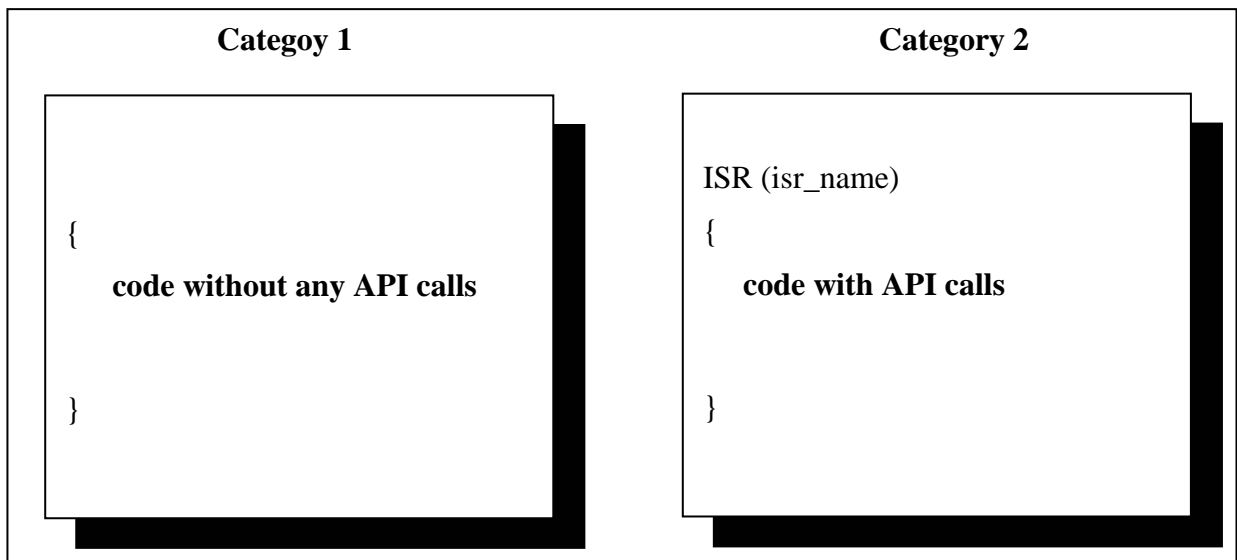 Categoy 1
{
code without any API calls
}
Category 2
ISR (isr_name)
{
code with API calls
}